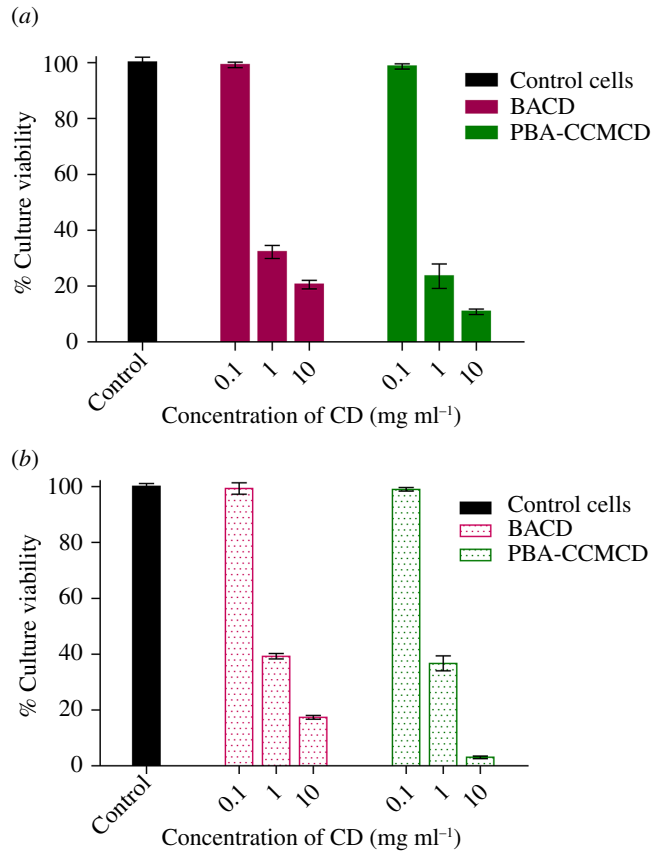 (a)
100
80
60
40
20
0
% Culture viability
Control cells
BACD
PBA-CCMCD
Control
0.1
1
10
0.1
1
10
Concentration of CD (mg ml⁻¹)
(b)
100
80
60
40
20
0
% Culture viability
Control cells
BACD
PBA-CCMCD
Control
0.1
1
10
0.1
1
10
Concentration of CD (mg ml⁻¹)